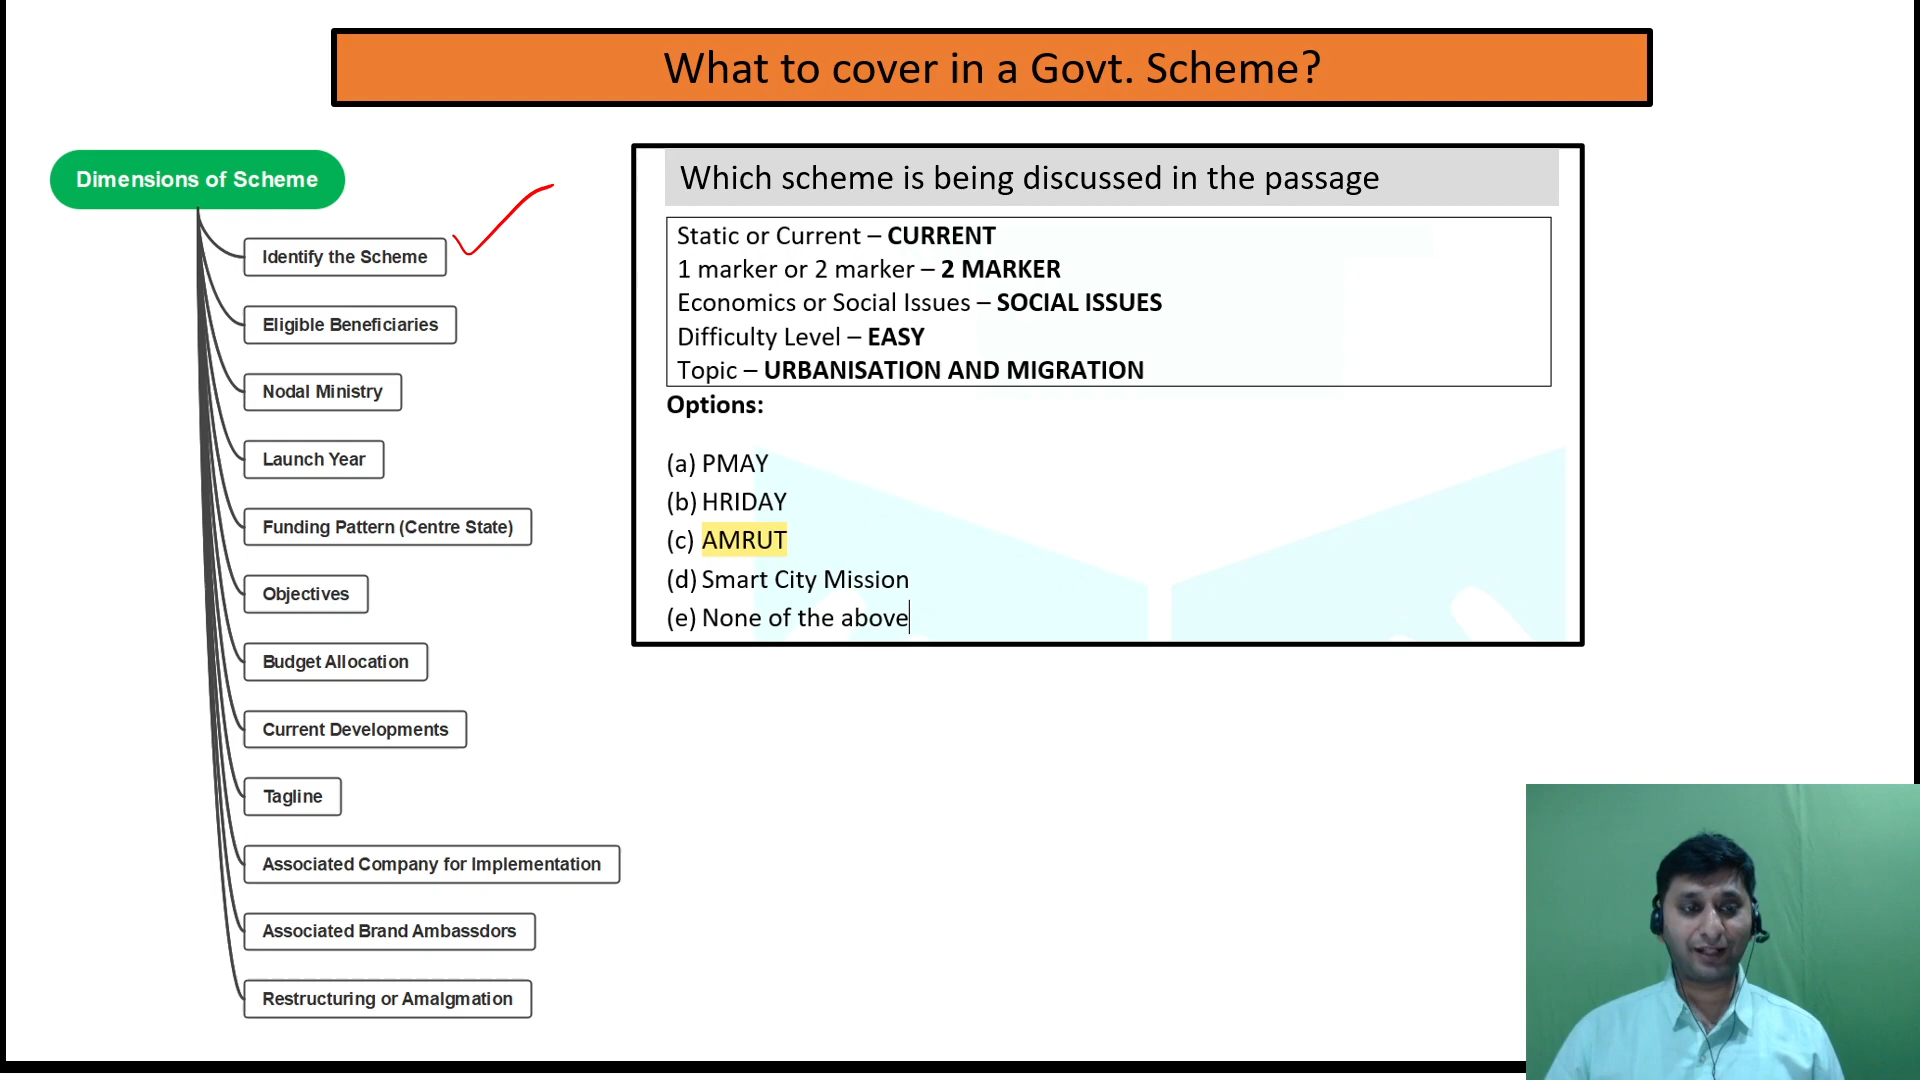 What to cover in a Govt. Scheme?
Dimensions of Scheme
Identify the Scheme
Eligible Beneficiaries
Nodal Ministry
Launch Year
Funding Pattern (Centre State)
Objectives
Budget Allocation
Current Developments
Tagline
Associated Company for Implementation
Associated Brand Ambassdors
Restructuring or Amalgmation
Which scheme is being discussed in the passage
Static or Current – CURRENT
1 marker or 2 marker – 2 MARKER
Economics or Social Issues – SOCIAL ISSUES
Difficulty Level – EASY
Topic – URBANISATION AND MIGRATION
Options:
(a) PMAY
(b) HRIDAY
(c) AMRUT
(d) Smart City Mission
(e) None of the above